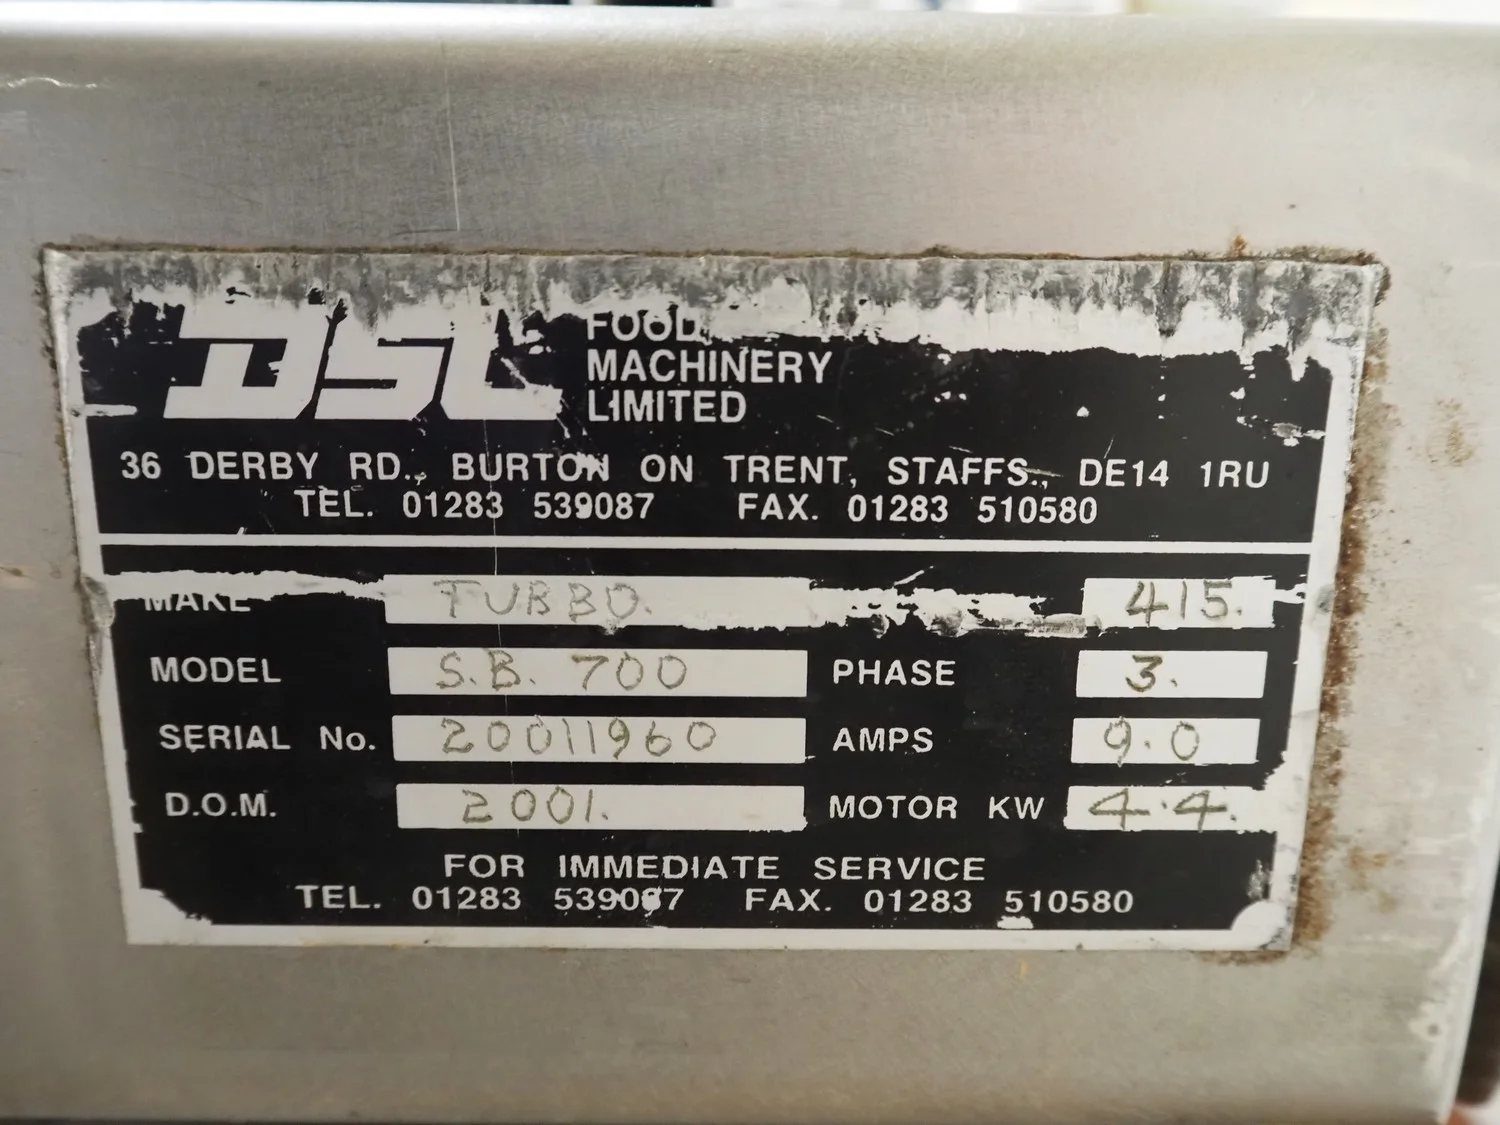 DSL FOOD
MACHINERY
LIMITED
36 DERBY RD., BURTON ON TRENT, STAFFS., DE14 1RU
TEL. 01283 539087 FAX. 01283 510580
MAKE TURBO. 415.
MODEL S.B. 700 PHASE 3.
SERIAL No. 20011960 AMPS 9.0
D.O.M. 2001. MOTOR KW 4.4.
FOR IMMEDIATE SERVICE
TEL. 01283 539087 FAX. 01283 510580